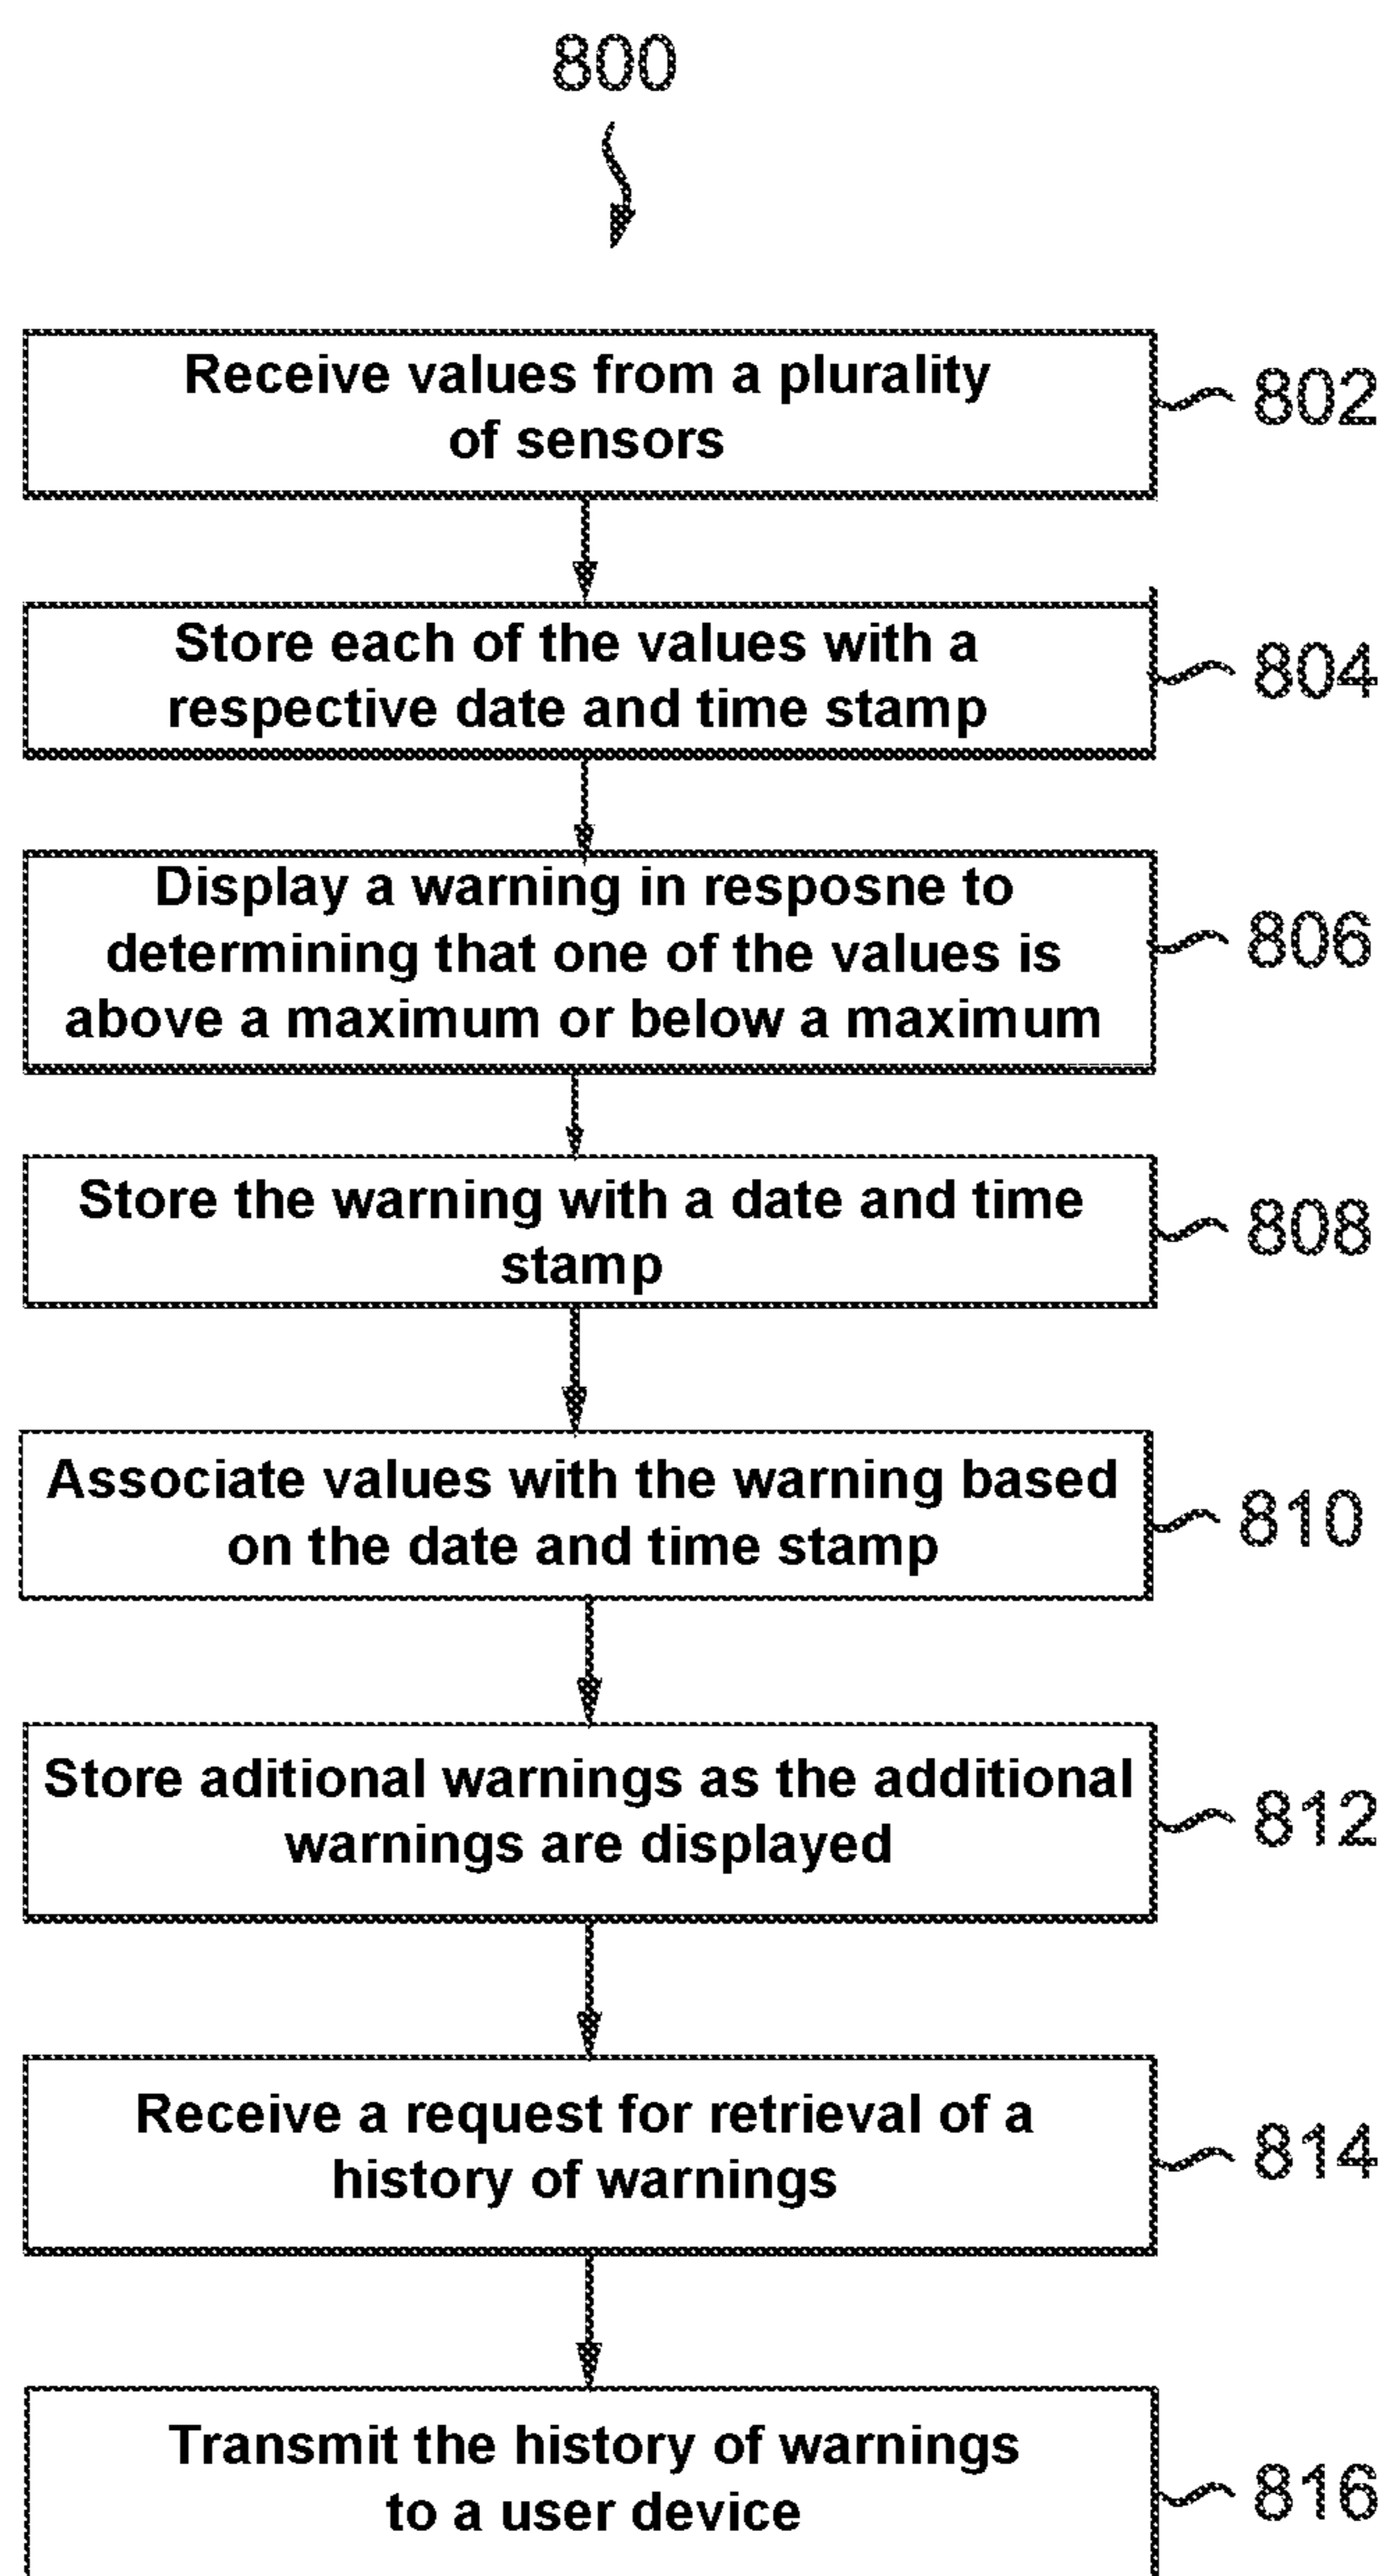 800
Receive values from a plurality
of sensors
802
Store each of the values with a
respective date and time stamp
804
Display a warning in resposne to
determining that one of the values is
above a maximum or below a maximum
806
Store the warning with a date and time
stamp
808
Associate values with the warning based
on the date and time stamp
810
Store aditional warnings as the additional
warnings are displayed
812
Receive a request for retrieval of a
history of warnings
814
Transmit the history of warnings
to a user device
816